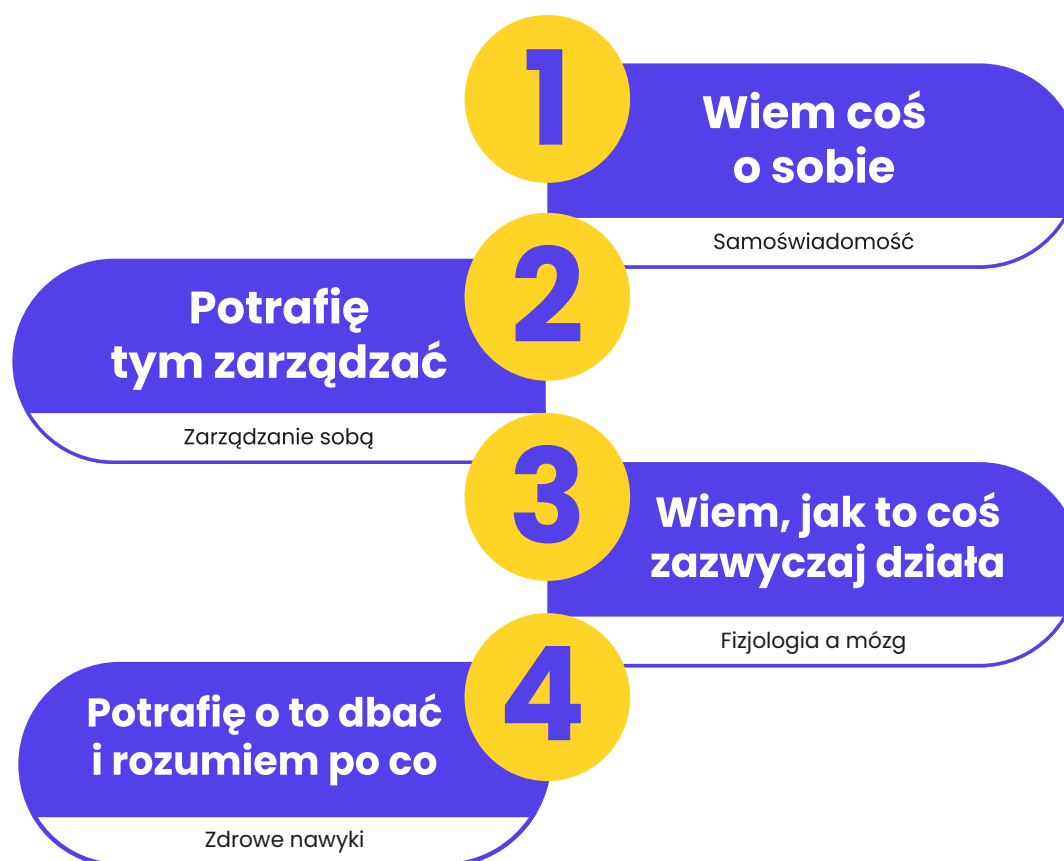 1
Wiem coś
o sobie
Samoświadomość
2
Potrafię
tym zarządzać
Zarządzanie sobą
3
Wiem, jak to coś
zazwyczaj działa
Fizjologia a mózg
4
Potrafię o to dbać
i rozumiem po co
Zdrowe nawyki